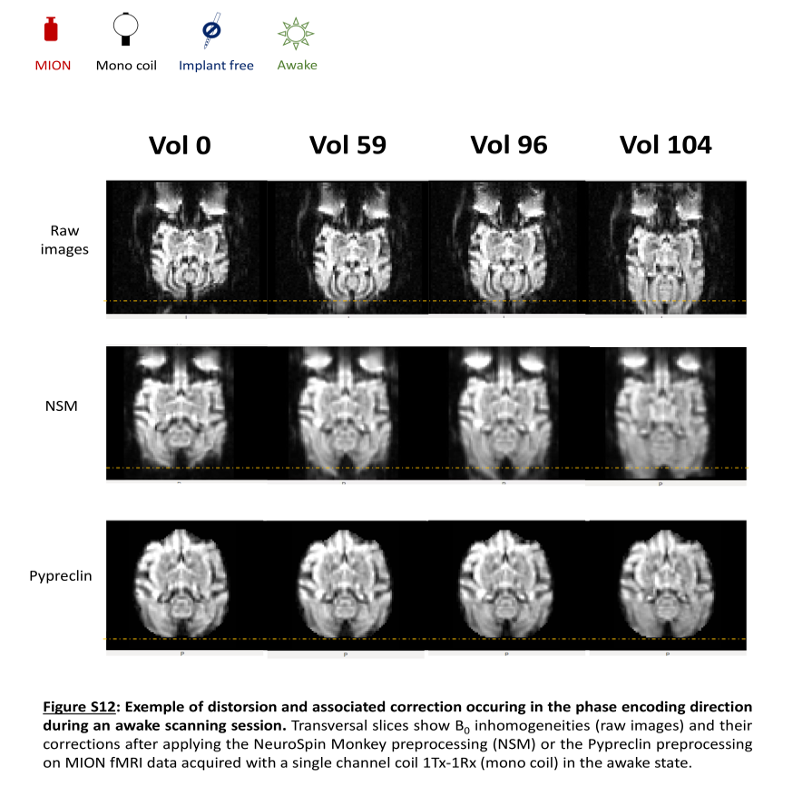 MION
Mono coil
Implant free
Awake
Vol 0
Vol 59
Vol 96
Vol 104
Raw
images
NSM
Pypreclin
Figure S12: Exemple of distorsion and associated correction occuring in the phase encoding direction
during an awake scanning session. Transversal slices show B0 inhomogeneities (raw images) and their
corrections after applying the NeuroSpin Monkey preprocessing (NSM) or the Pypreclin preprocessing
on MION fMRI data acquired with a single channel coil 1Tx-1Rx (mono coil) in the awake state.